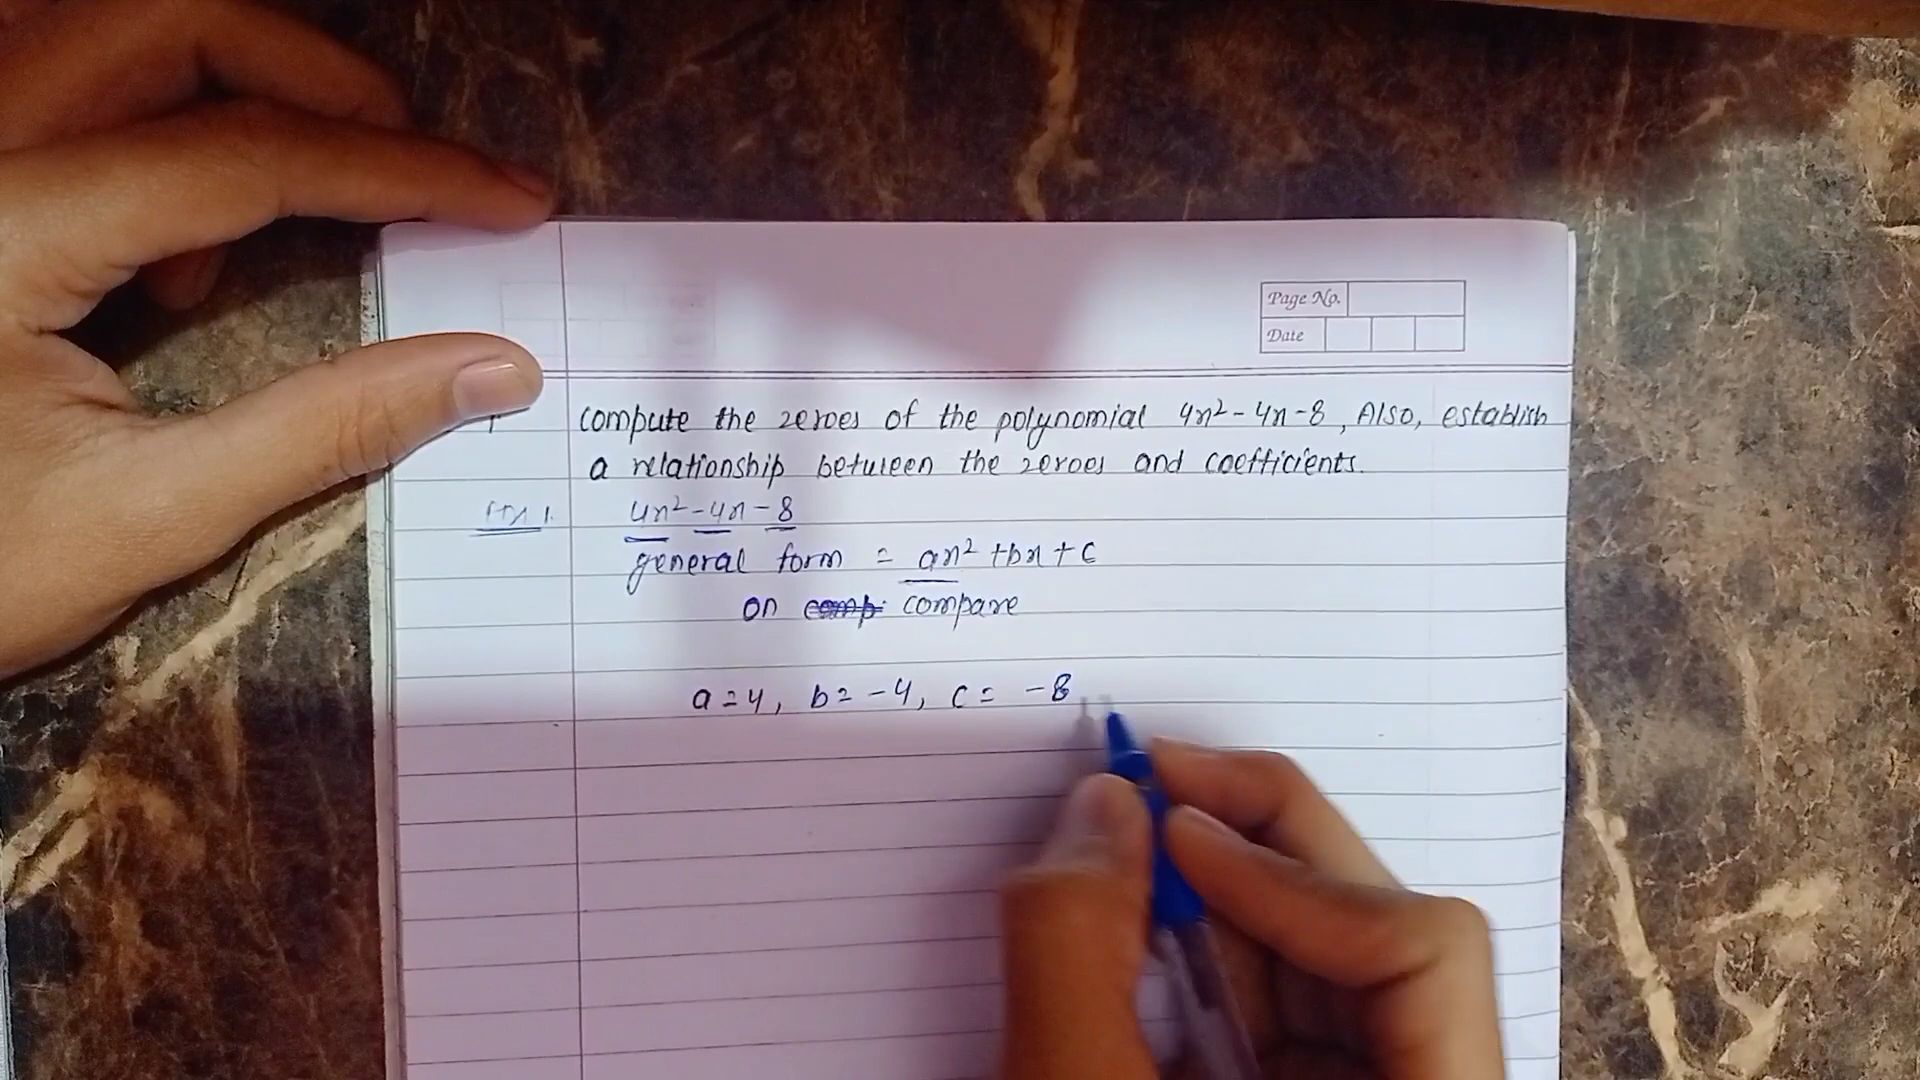 Page No.
Date
compute the zeroes of the polynomial 4x² - 4x - 8, Also, establish
a relationship between the zeroes and coefficients.
4x² - 4x - 8
general form = ax² + bx + c
on compare
a = 4, b = -4, c = -8